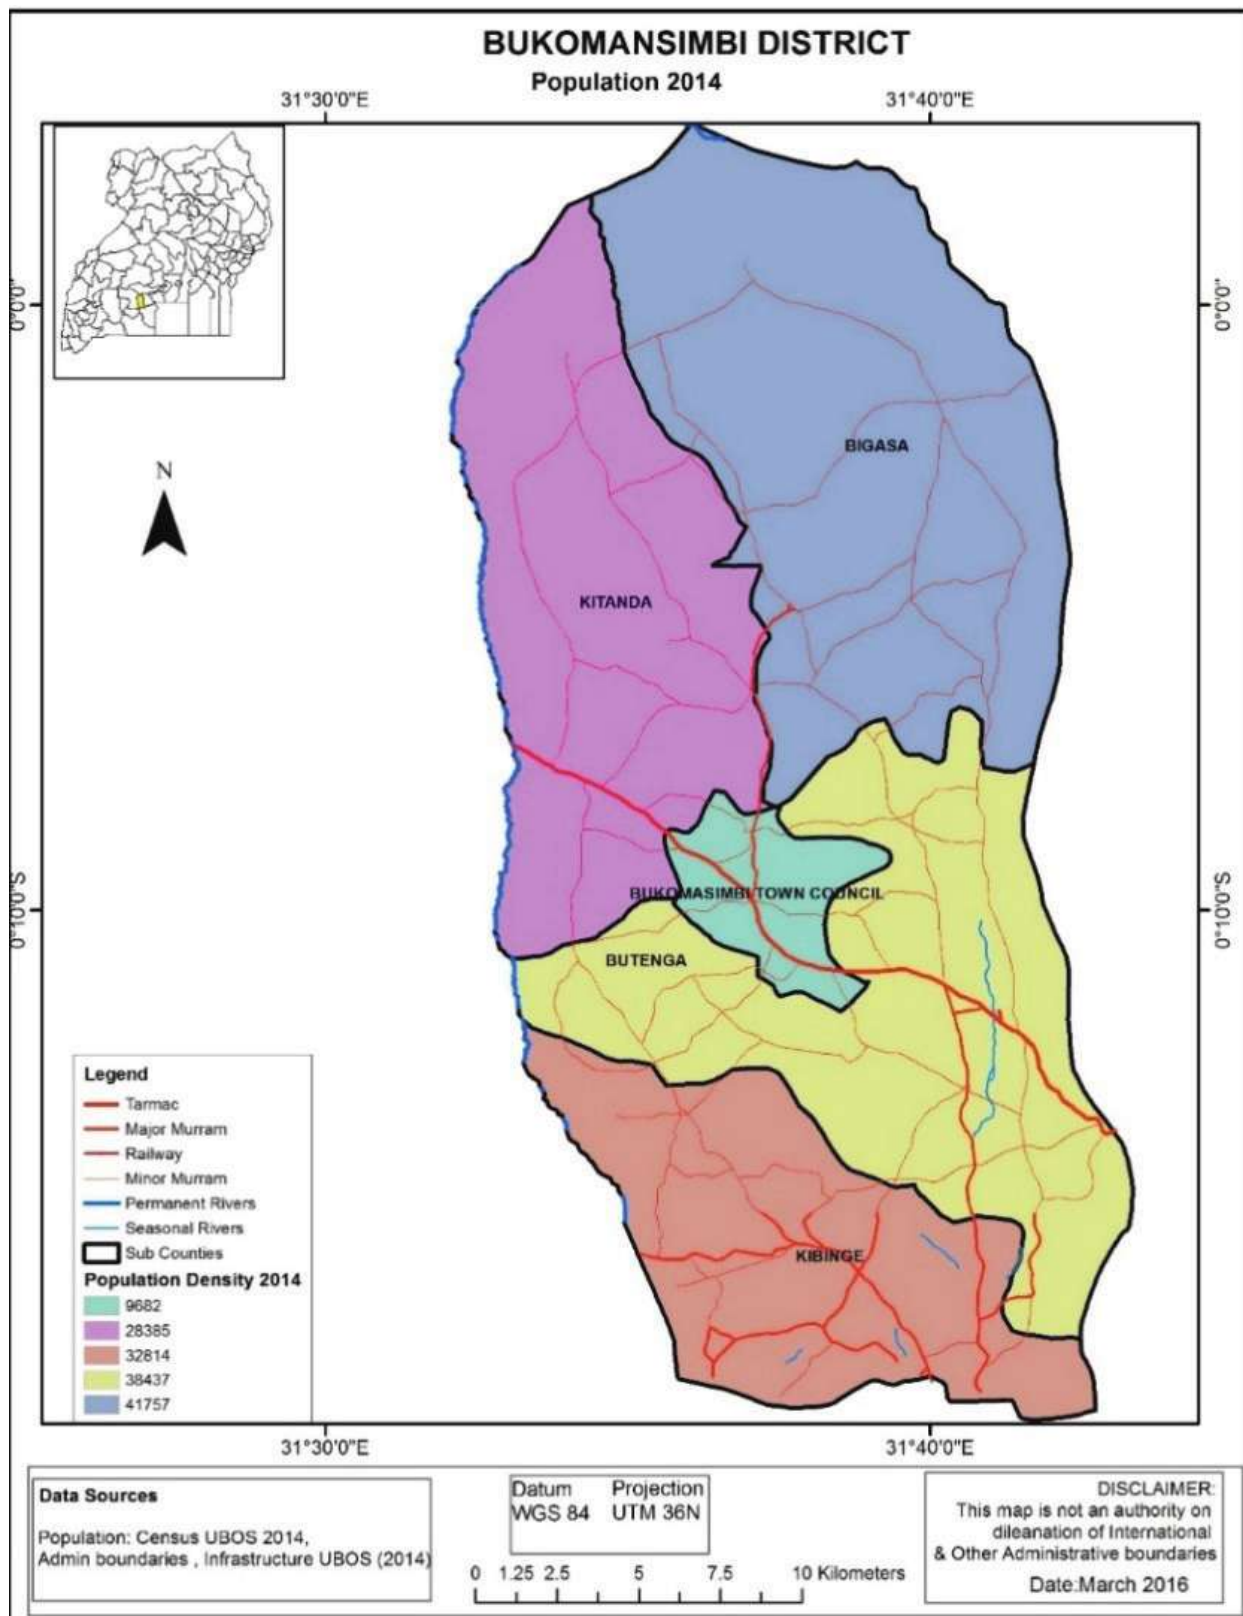 BUKOMANSIMBI DISTRICT
Population 2014
31°30'0"E
31°40'0"E
0°0'0"
0°0'0"
N
BIGASA
KITANDA
BUKOMASIMBI TOWN COUNCIL
0°10'0"S
0°10'0"S
BUTENGA
KIBINGE
Legend
Tarmac
Major Murram
Railway
Minor Murram
Permanent Rivers
Seasonal Rivers
Sub Counties
Population Density 2014
9682
28385
32814
38437
41757
31°30'0"E
31°40'0"E
Data Sources
Population: Census UBOS 2014,
Admin boundaries , Infrastructure UBOS (2014)
Datum Projection
WGS 84 UTM 36N
0 1.25 2.5 5 7.5 10 Kilometers
DISCLAIMER:
This map is not an authority on
dileanation of International
& Other Administrative boundaries
Date:March 2016